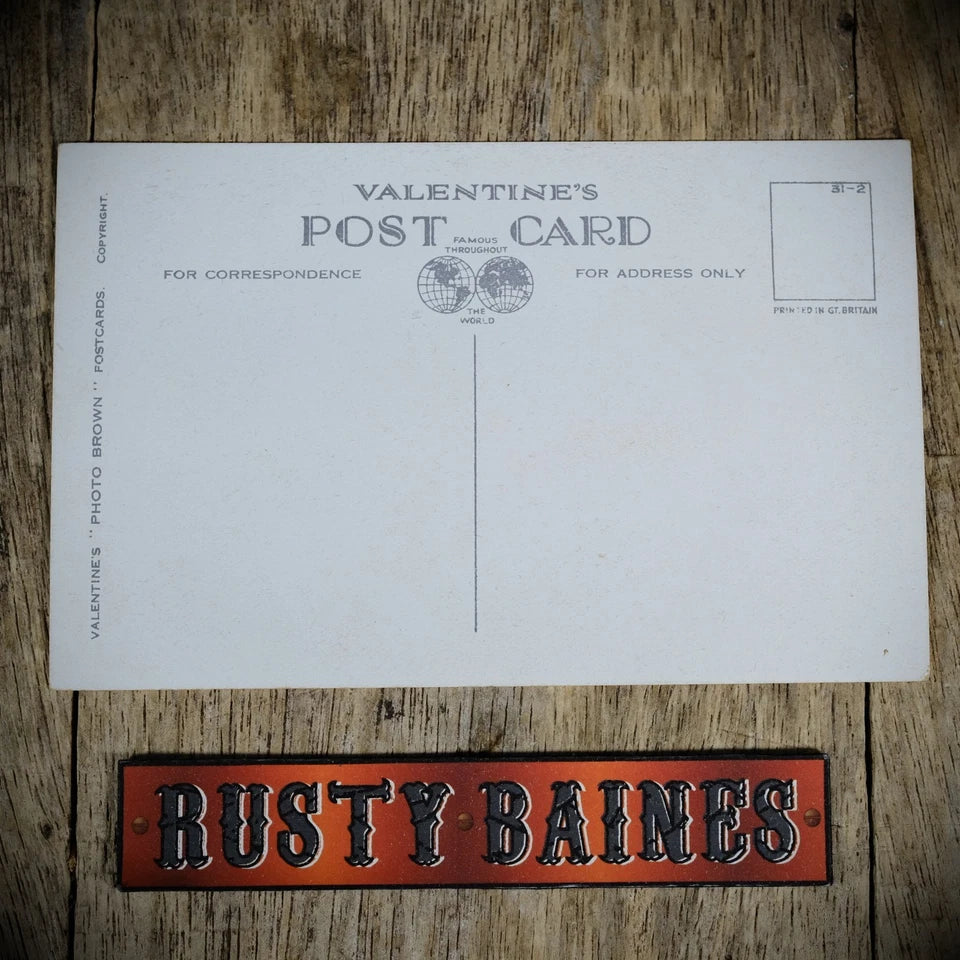 VALENTINE'S
POST CARD
FAMOUS
THROUGHOUT
THE
WORLD
FOR CORRESPONDENCE
FOR ADDRESS ONLY
31-2
PRINTED IN GT. BRITAIN
VALENTINE'S "PHOTO BROWN" POSTCARDS. COPYRIGHT.
RUSTY BAINES